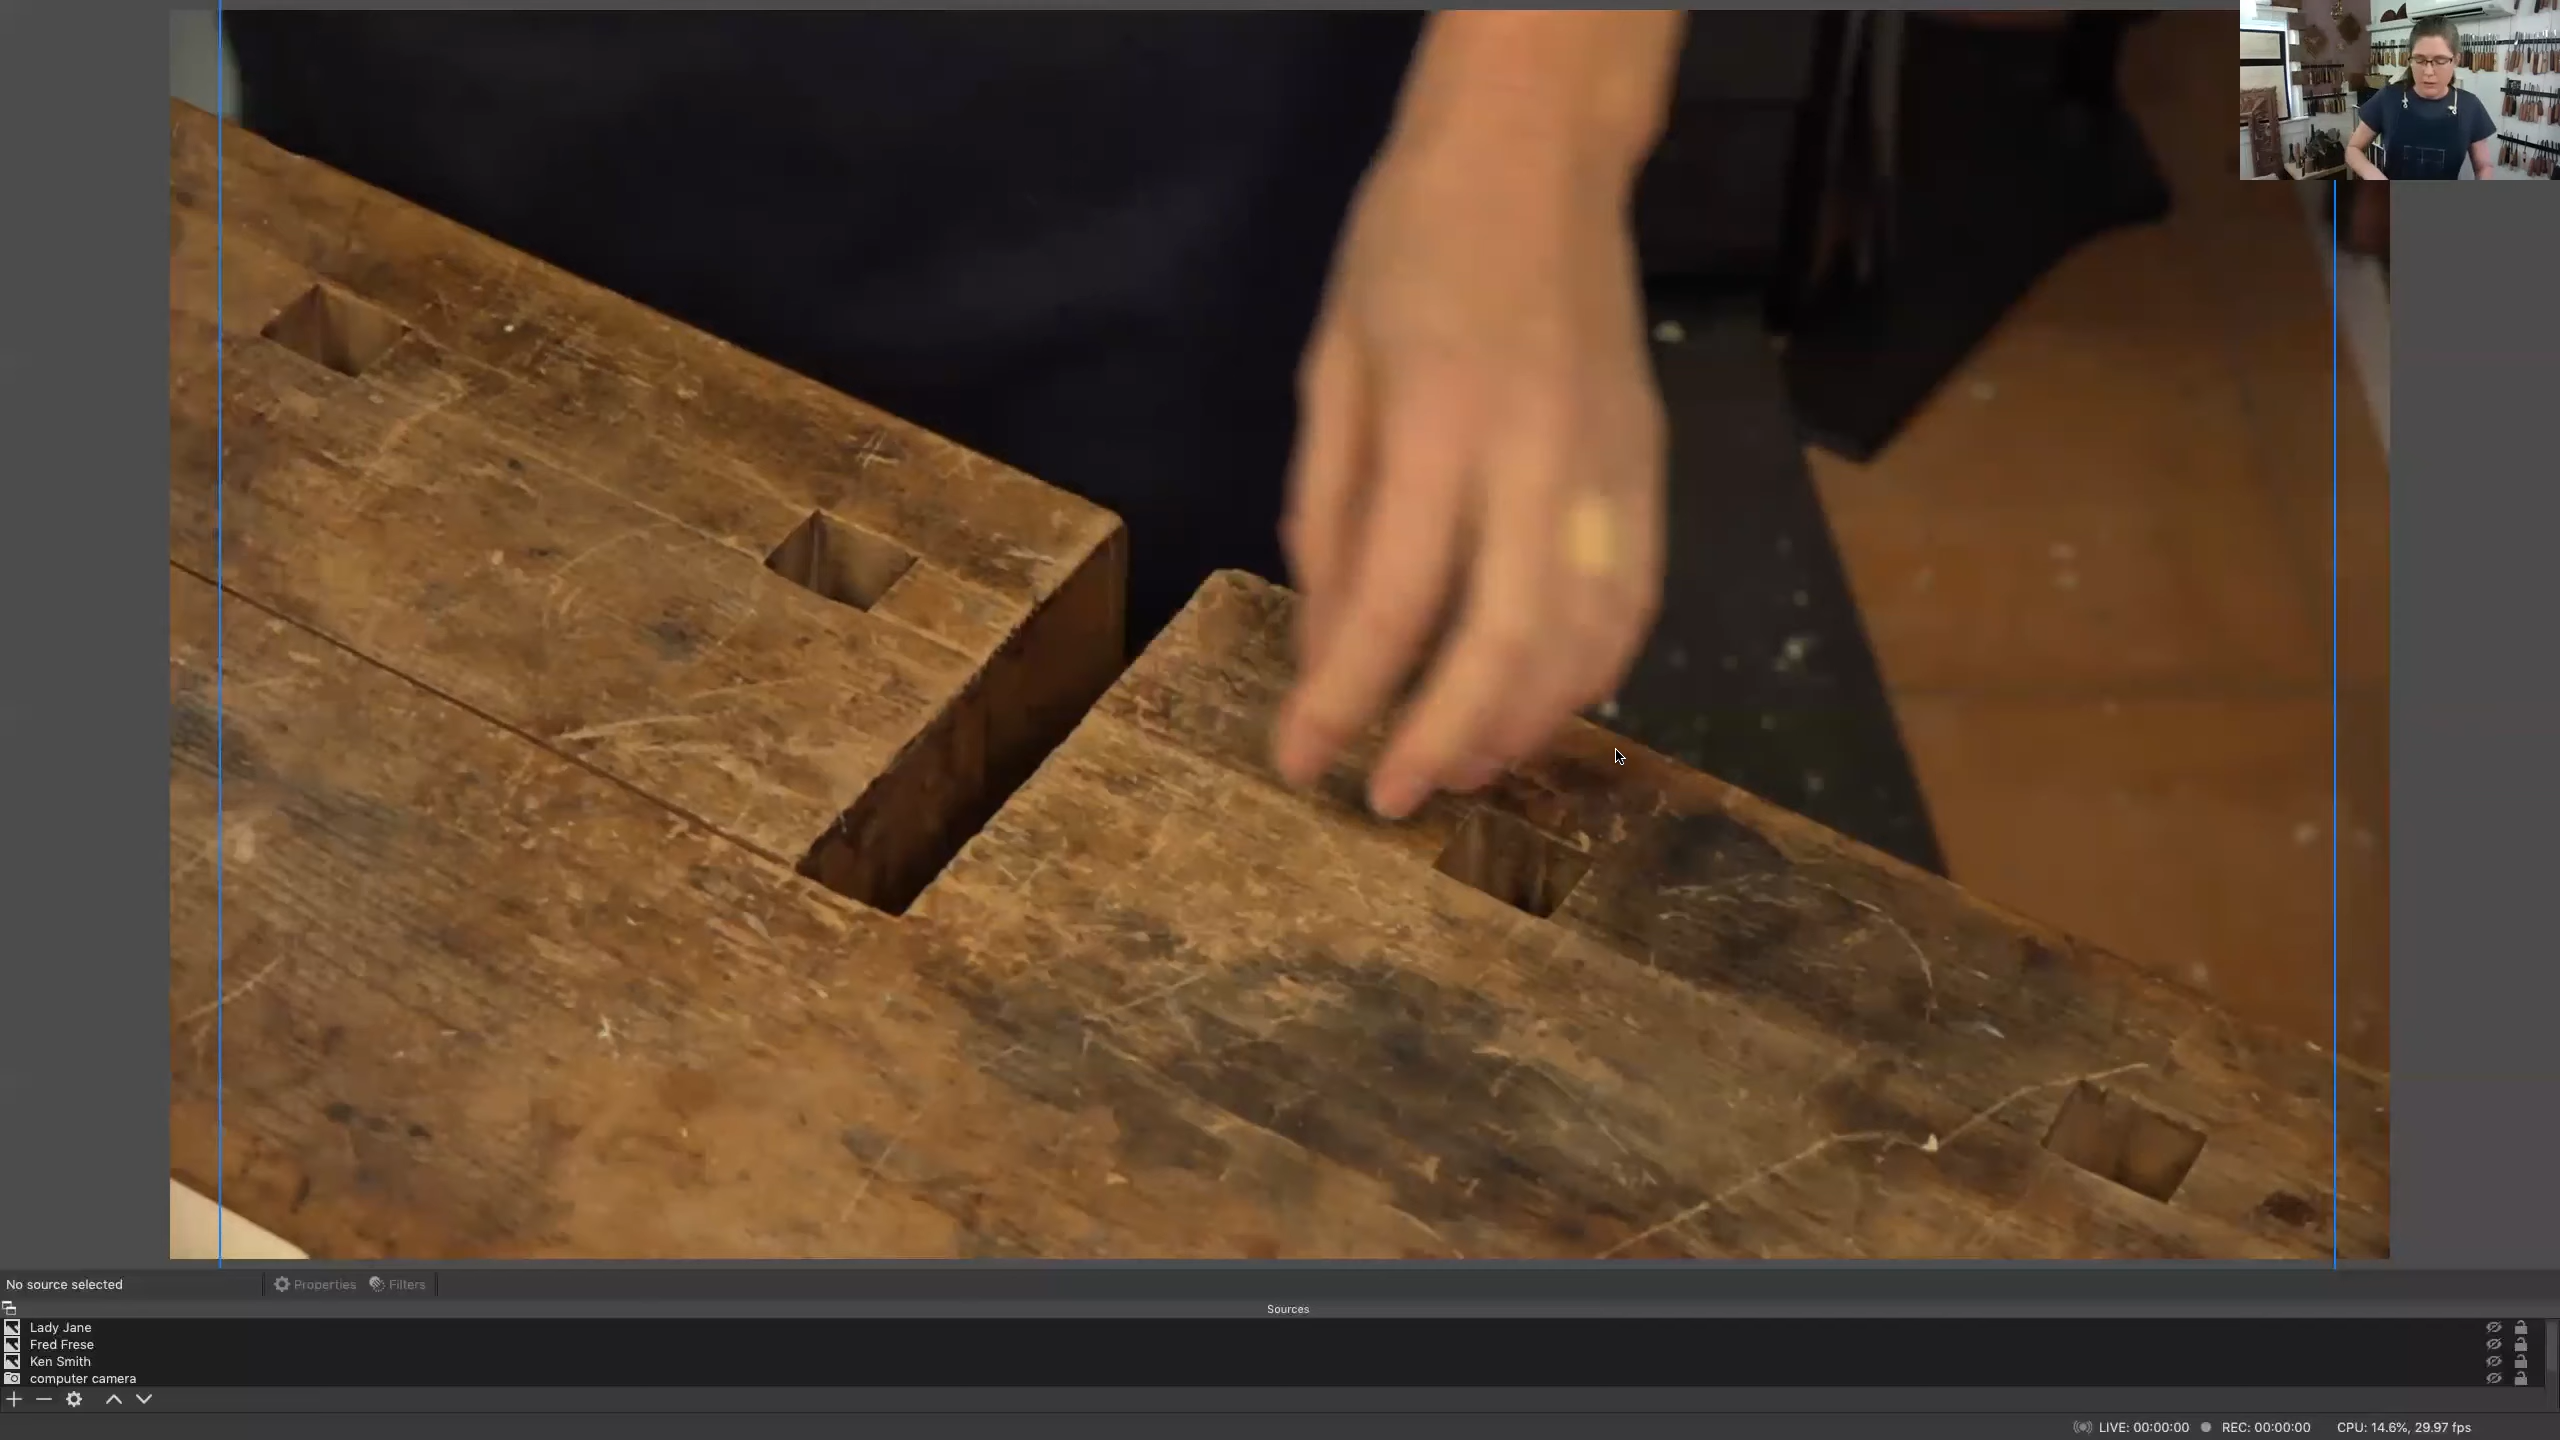 No source selected
Properties
Filters
Sources
Lady Jane
Fred Frese
Ken Smith
computer camera
LIVE: 00:00:00
REC: 00:00:00
CPU: 14.6%, 29.97 fps